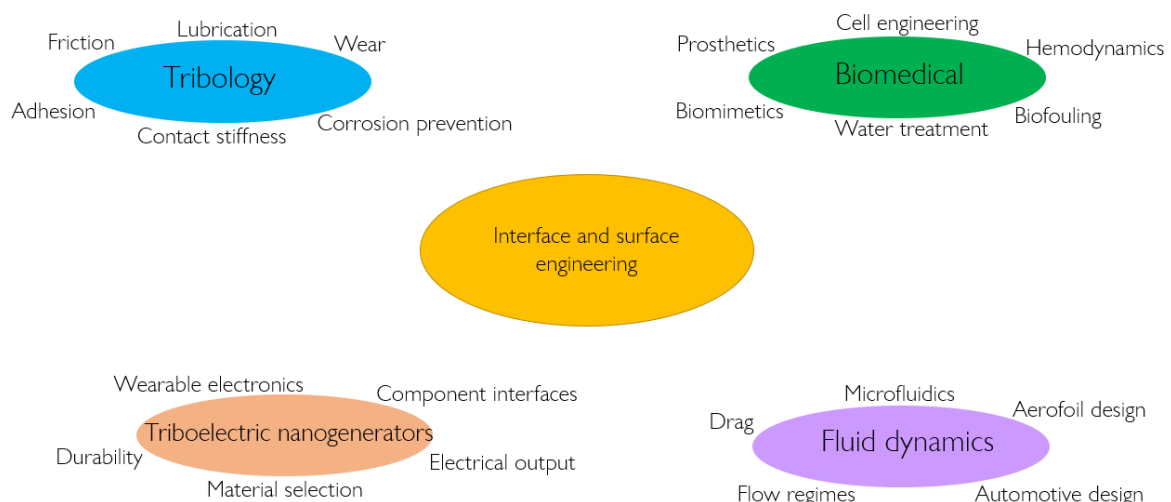 Lubrication
Friction
Wear
Tribology
Adhesion
Corrosion prevention
Contact stiffness
Cell engineering
Prosthetics
Hemodynamics
Biomedical
Biomimetics
Biofouling
Water treatment
Interface and surface
engineering
Wearable electronics
Component interfaces
Triboelectric nanogenerators
Durability
Electrical output
Material selection
Microfluidics
Aerofoil design
Drag
Fluid dynamics
Flow regimes
Automotive design